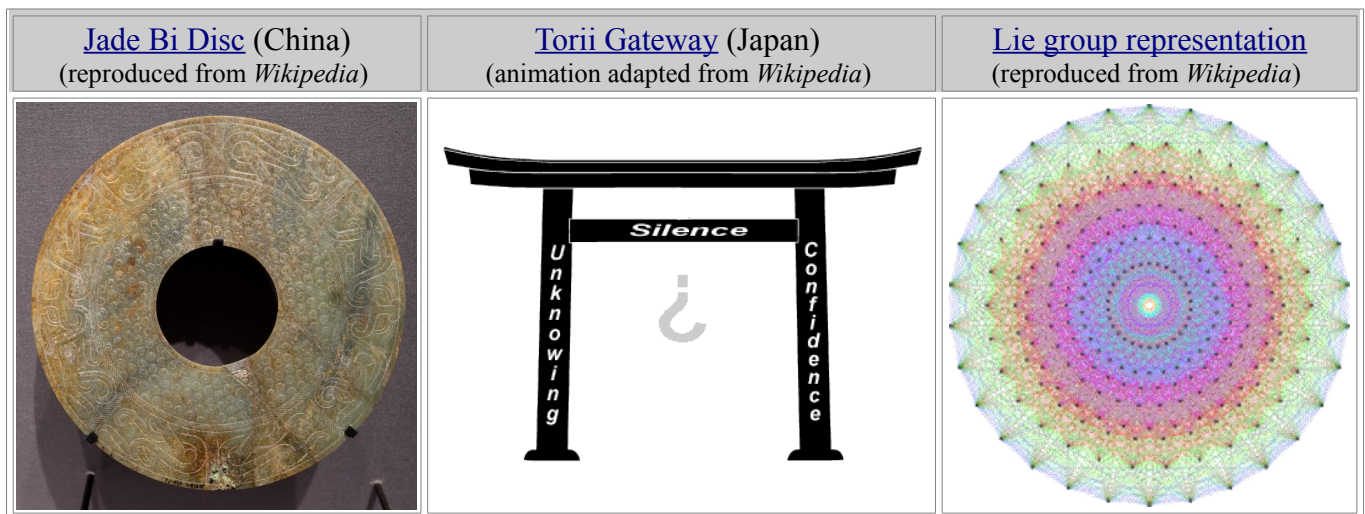 Jade Bi Disc (China)
(reproduced from Wikipedia)
Torii Gateway (Japan)
(animation adapted from Wikipedia)
Lie group representation
(reproduced from Wikipedia)
Silence
Unknowing
¿
Confidence